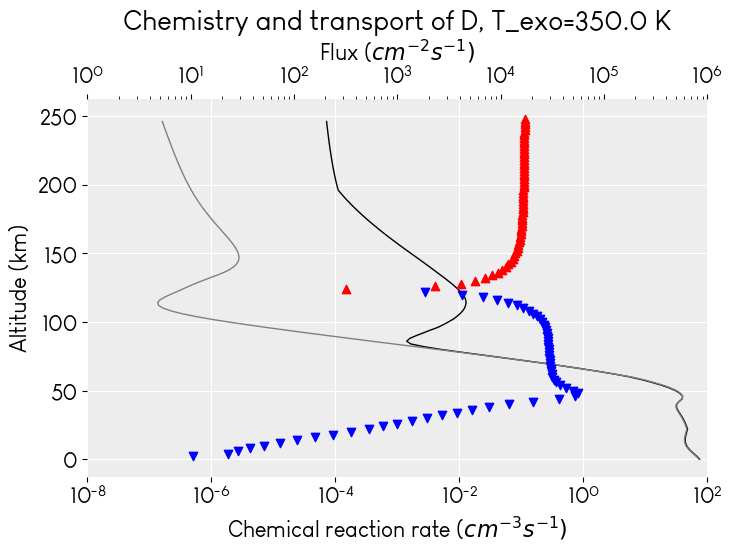 Chemistry and transport of D, T_exo=350.0 K
Flux (cm⁻²s⁻¹)
10⁰ 10¹ 10² 10³ 10⁴ 10⁵ 10⁶
250
200
150
100
50
0
Altitude (km)
10⁻⁸ 10⁻⁶ 10⁻⁴ 10⁻² 10⁰ 10²
Chemical reaction rate (cm⁻³s⁻¹)